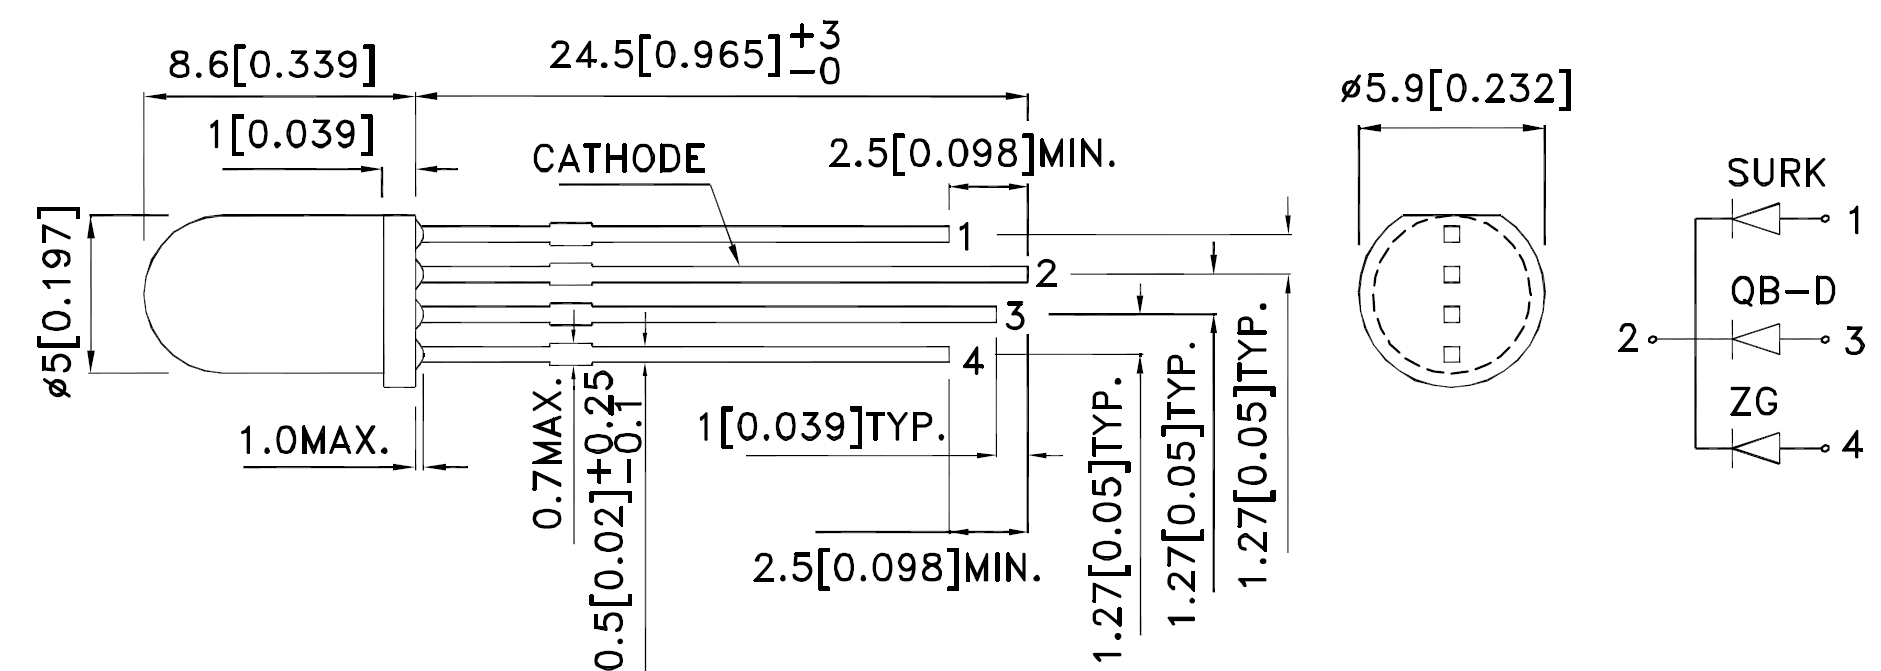 8.6[0.339]
24.5[0.965]+3 −0
ø5.9[0.232]
1[0.039]
CATHODE
2.5[0.098]MIN.
SURK
1
1
2
3
4
ø5[0.197]
QB−D
2
3
ZG
4
1.0MAX.
0.7MAX.
0.5[0.02]+0.25 −0.1
1[0.039]TYP.
2.5[0.098]MIN.
1.27[0.05]TYP.
1.27[0.05]TYP.
1.27[0.05]TYP.